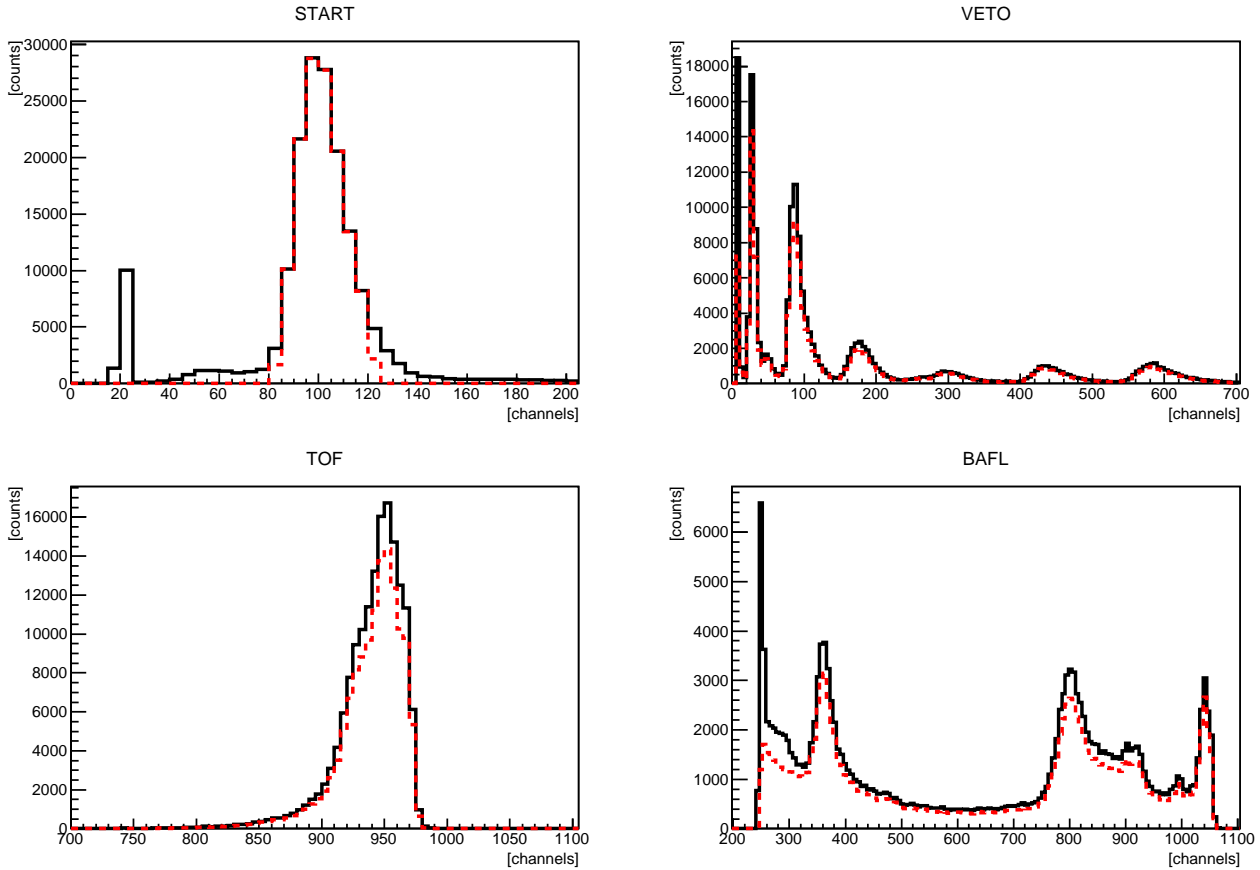 START
[counts]
30000
25000
20000
15000
10000
5000
0
0 20 40 60 80 100 120 140 160 180 200
[channels]
VETO
[counts]
18000
16000
14000
12000
10000
8000
6000
4000
2000
0
0 100 200 300 400 500 600 700
[channels]
TOF
[counts]
16000
14000
12000
10000
8000
6000
4000
2000
0
700 750 800 850 900 950 1000 1050 1100
[channels]
BAFL
[counts]
6000
5000
4000
3000
2000
1000
0
200 300 400 500 600 700 800 900 1000 1100
[channels]